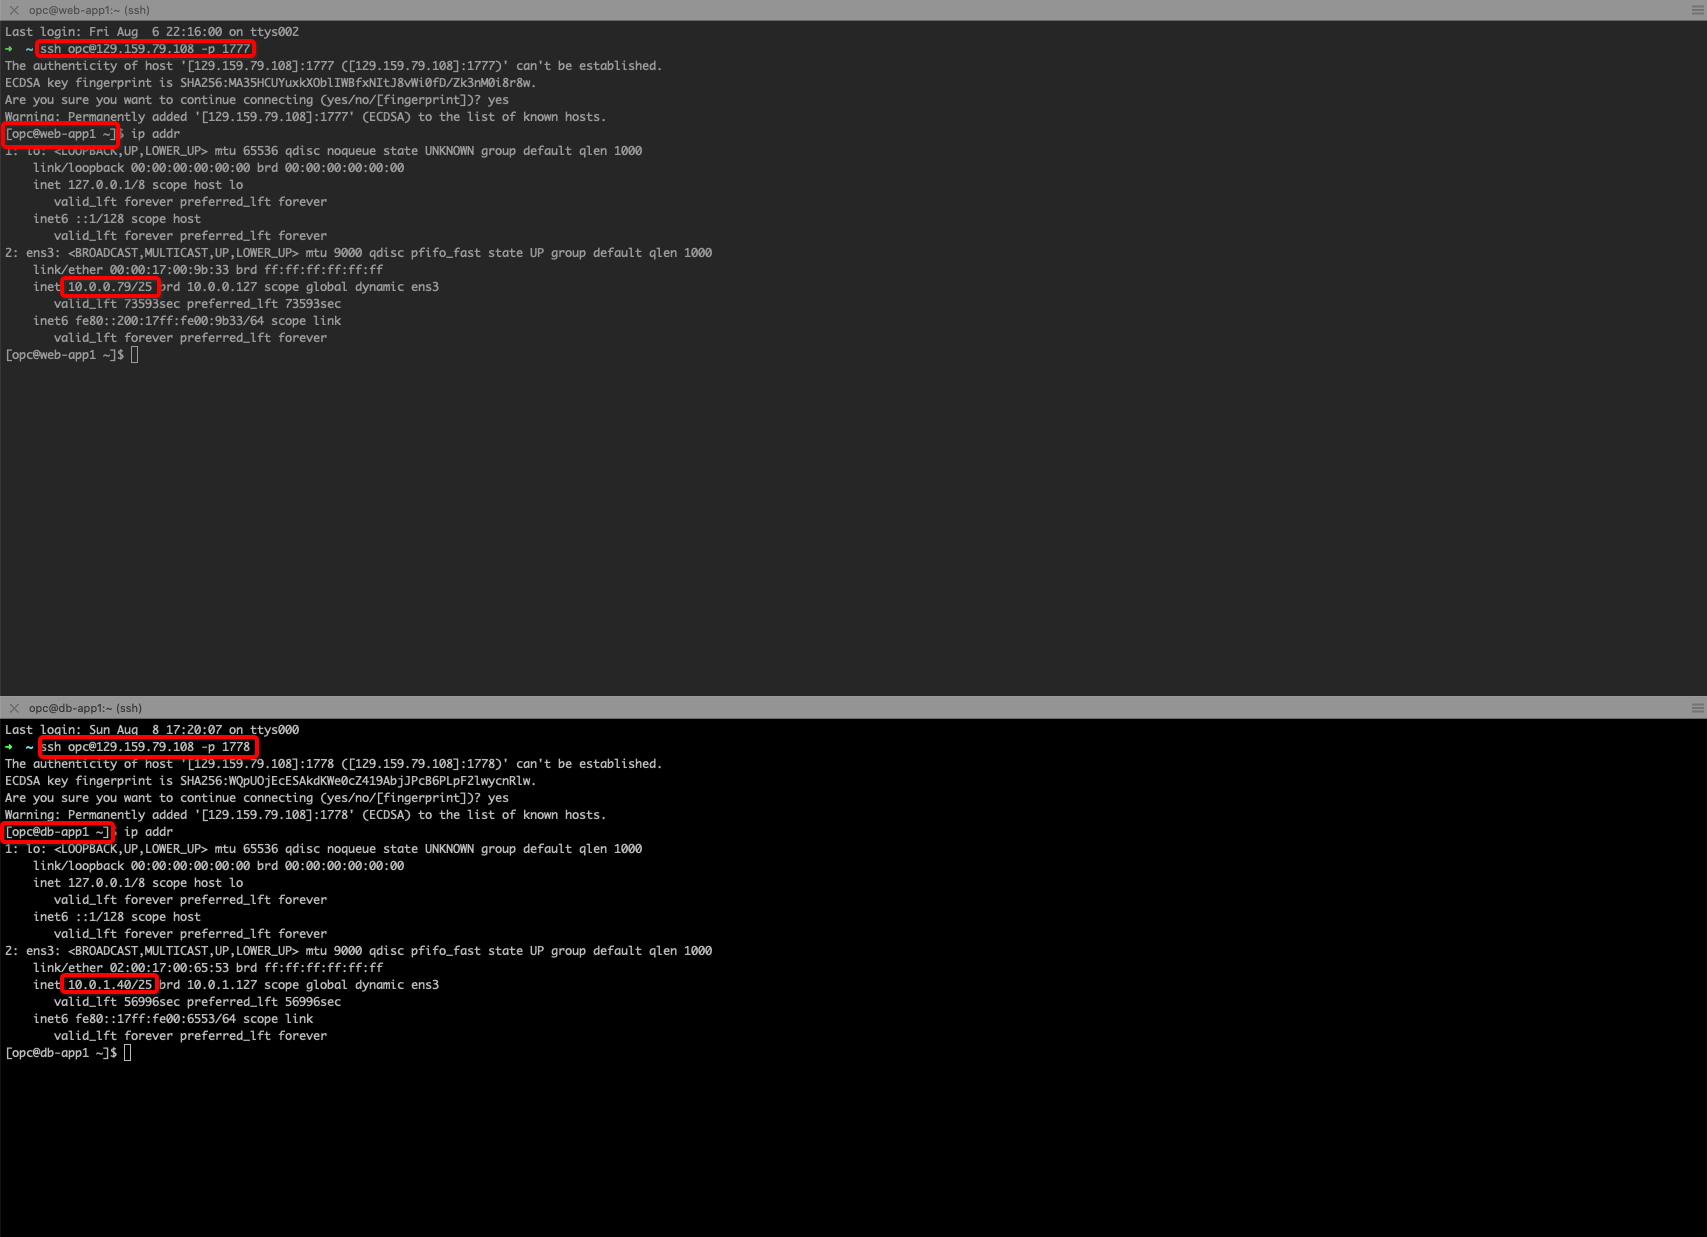 opc@web-app1:~ (ssh)
Last login: Fri Aug  6 22:16:00 on ttys002
➜  ~ ssh opc@129.159.79.108 -p 1777
The authenticity of host '[129.159.79.108]:1777 ([129.159.79.108]:1777)' can't be established.
ECDSA key fingerprint is SHA256:MA35HCUYuxkXOblIWBfxNItJ8vWi0fD/Zk3nM0i8r8w.
Are you sure you want to continue connecting (yes/no/[fingerprint])? yes
Warning: Permanently added '[129.159.79.108]:1777' (ECDSA) to the list of known hosts.
[opc@web-app1 ~]$ ip addr
1: lo: <LOOPBACK,UP,LOWER_UP> mtu 65536 qdisc noqueue state UNKNOWN group default qlen 1000
    link/loopback 00:00:00:00:00:00 brd 00:00:00:00:00:00
    inet 127.0.0.1/8 scope host lo
       valid_lft forever preferred_lft forever
    inet6 ::1/128 scope host
       valid_lft forever preferred_lft forever
2: ens3: <BROADCAST,MULTICAST,UP,LOWER_UP> mtu 9000 qdisc pfifo_fast state UP group default qlen 1000
    link/ether 00:00:17:00:9b:33 brd ff:ff:ff:ff:ff:ff
    inet 10.0.0.79/25 brd 10.0.0.127 scope global dynamic ens3
       valid_lft 73593sec preferred_lft 73593sec
    inet6 fe80::200:17ff:fe00:9b33/64 scope link
       valid_lft forever preferred_lft forever
[opc@web-app1 ~]$
opc@db-app1:~ (ssh)
Last login: Sun Aug  8 17:20:07 on ttys000
➜  ~ ssh opc@129.159.79.108 -p 1778
The authenticity of host '[129.159.79.108]:1778 ([129.159.79.108]:1778)' can't be established.
ECDSA key fingerprint is SHA256:WQpUOjEcESAkdKWe0cZ419AbjJPcB6PLpF2lwycnRlw.
Are you sure you want to continue connecting (yes/no/[fingerprint])? yes
Warning: Permanently added '[129.159.79.108]:1778' (ECDSA) to the list of known hosts.
[opc@db-app1 ~]$ ip addr
1: lo: <LOOPBACK,UP,LOWER_UP> mtu 65536 qdisc noqueue state UNKNOWN group default qlen 1000
    link/loopback 00:00:00:00:00:00 brd 00:00:00:00:00:00
    inet 127.0.0.1/8 scope host lo
       valid_lft forever preferred_lft forever
    inet6 ::1/128 scope host
       valid_lft forever preferred_lft forever
2: ens3: <BROADCAST,MULTICAST,UP,LOWER_UP> mtu 9000 qdisc pfifo_fast state UP group default qlen 1000
    link/ether 02:00:17:00:65:53 brd ff:ff:ff:ff:ff:ff
    inet 10.0.1.40/25 brd 10.0.1.127 scope global dynamic ens3
       valid_lft 56996sec preferred_lft 56996sec
    inet6 fe80::17ff:fe00:6553/64 scope link
       valid_lft forever preferred_lft forever
[opc@db-app1 ~]$